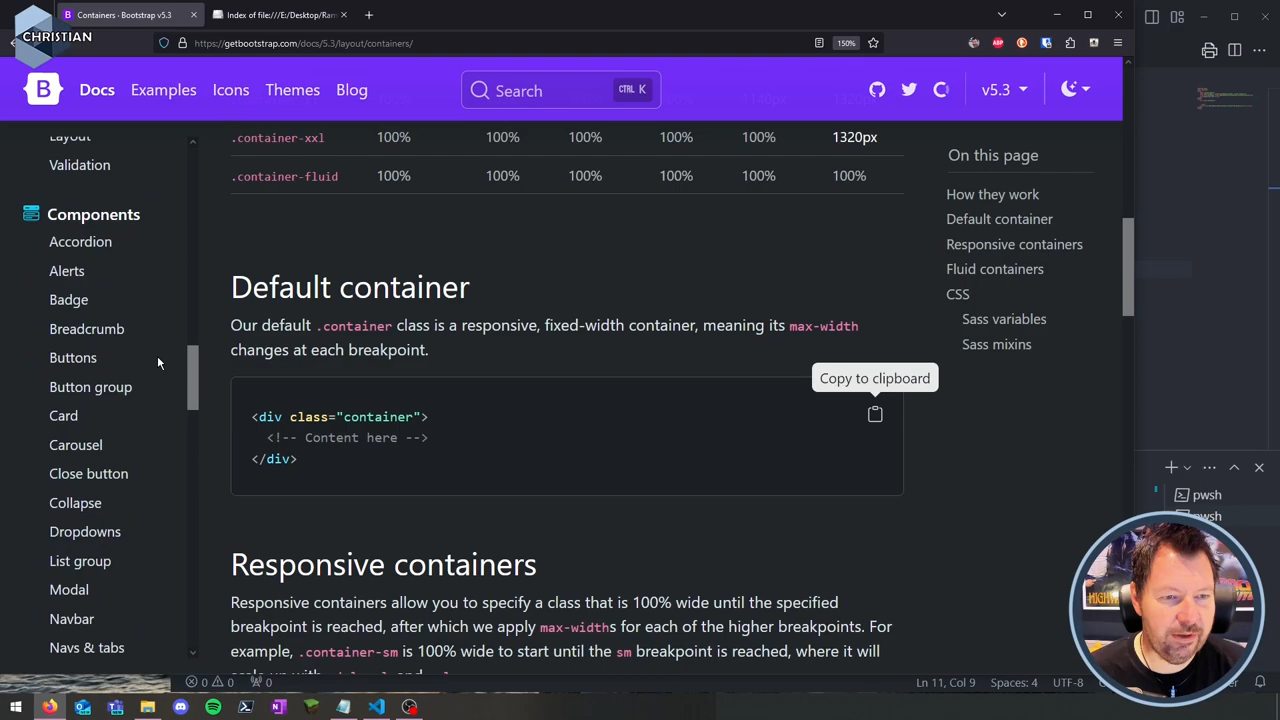 Containers · Bootstrap v5.3
Index of file:///E:/Desktop/Ran
CHRISTIAN
https://getbootstrap.com/docs/5.3/layout/containers/
150%
B
Docs
Examples
Icons
Themes
Blog
Search
CTRL K
v5.3
Layout
Validation
Components
Accordion
Alerts
Badge
Breadcrumb
Buttons
Button group
Card
Carousel
Close button
Collapse
Dropdowns
List group
Modal
Navbar
Navs & tabs
.container-xxl 100% 100% 100% 100% 100% 1320px
.container-fluid 100% 100% 100% 100% 100% 100%
Default container
Our default .container class is a responsive, fixed-width container, meaning its max-width
changes at each breakpoint.
Copy to clipboard
<div class="container">
<!-- Content here -->
</div>
Responsive containers
Responsive containers allow you to specify a class that is 100% wide until the specified
breakpoint is reached, after which we apply max-widths for each of the higher breakpoints. For
example, .container-sm is 100% wide to start until the sm breakpoint is reached, where it will
On this page
How they work
Default container
Responsive containers
Fluid containers
CSS
Sass variables
Sass mixins
pwsh
pwsh
0 0 0
Ln 11, Col 9 Spaces: 4 UTF-8